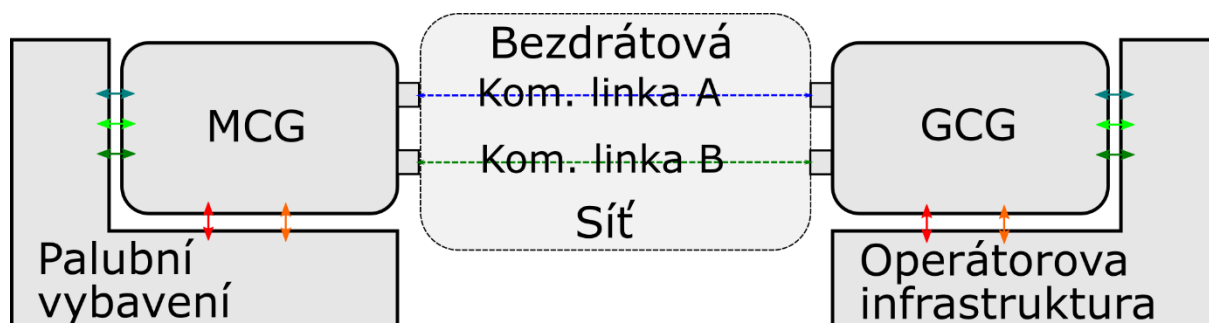 Bezdrátová
Kom. linka A
MCG
GCG
Kom. linka B
Síť
Palubní
vybavení
Operátorova
infrastruktura